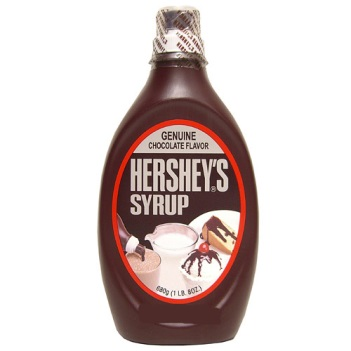 GENUINE
CHOCOLATE FLAVOR
HERSHEY'S®
SYRUP
680g (1 LB. 8OZ.)